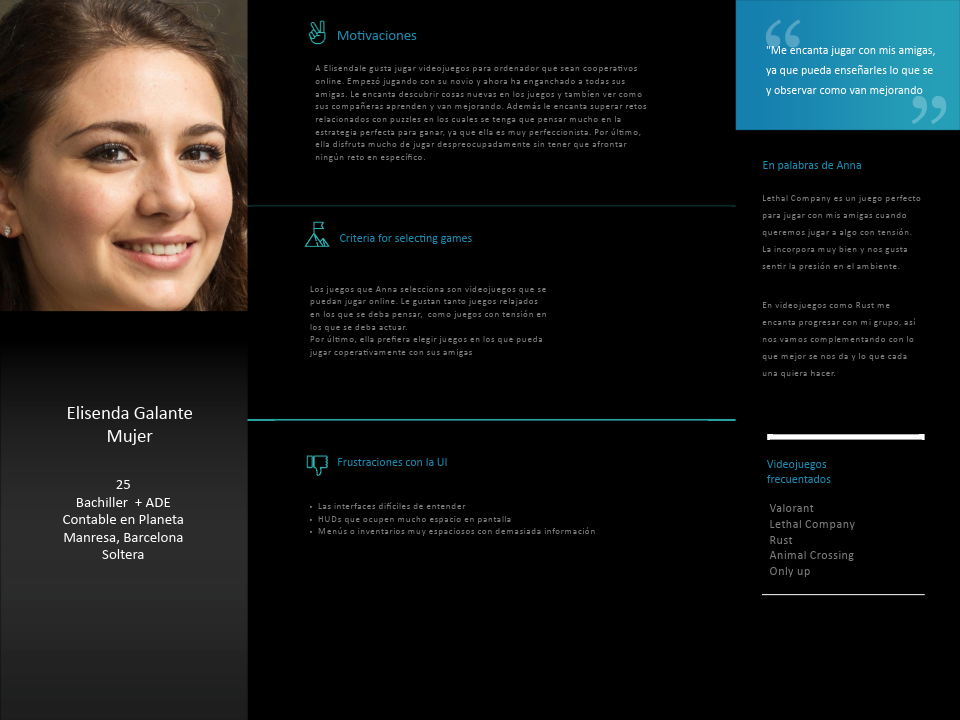 Elisenda Galante
Mujer
25
Bachiller + ADE
Contable en Planeta
Manresa, Barcelona
Soltera
Motivaciones
A Elisendale gusta jugar videojuegos para ordenador que sean cooperativos
online. Empezó jugando con su novio y ahora ha enganchado a todas sus
amigas. Le encanta descubrir cosas nuevas en los juegos y tambíen ver como
sus compañeras aprenden y van mejorando. Además le encanta superar retos
relacionados con puzzles en los cuales se tenga que pensar mucho en la
estrategia perfecta para ganar, ya que ella es muy perfeccionista. Por último,
ella disfruta mucho de jugar despreocupadamente sin tener que afrontar
ningún reto en específico.
Criteria for selecting games
Los juegos que Anna selecciona son videojuegos que se
puedan jugar online. Le gustan tanto juegos relajados
en los que se deba pensar, como juegos con tensión en
los que se deba actuar.
Por último, ella prefiera elegir juegos en los que pueda
jugar coperativamente con sus amigas
Frustraciones con la UI
• Las interfaces difíciles de entender
• HUDs que ocupen mucho espacio en pantalla
• Menús o inventarios muy espaciosos con demasiada información
"Me encanta jugar con mis amigas,
ya que pueda enseñarles lo que se
y observar como van mejorando
En palabras de Anna
Lethal Company es un juego perfecto
para jugar con mis amigas cuando
queremos jugar a algo con tensión.
La incorpora muy bien y nos gusta
sentir la presión en el ambiente.
En videojuegos como Rust me
encanta progresar con mi grupo, así
nos vamos complementando con lo
que mejor se nos da y lo que cada
una quiera hacer.
Videojuegos
frecuentados
Valorant
Lethal Company
Rust
Animal Crossing
Only up